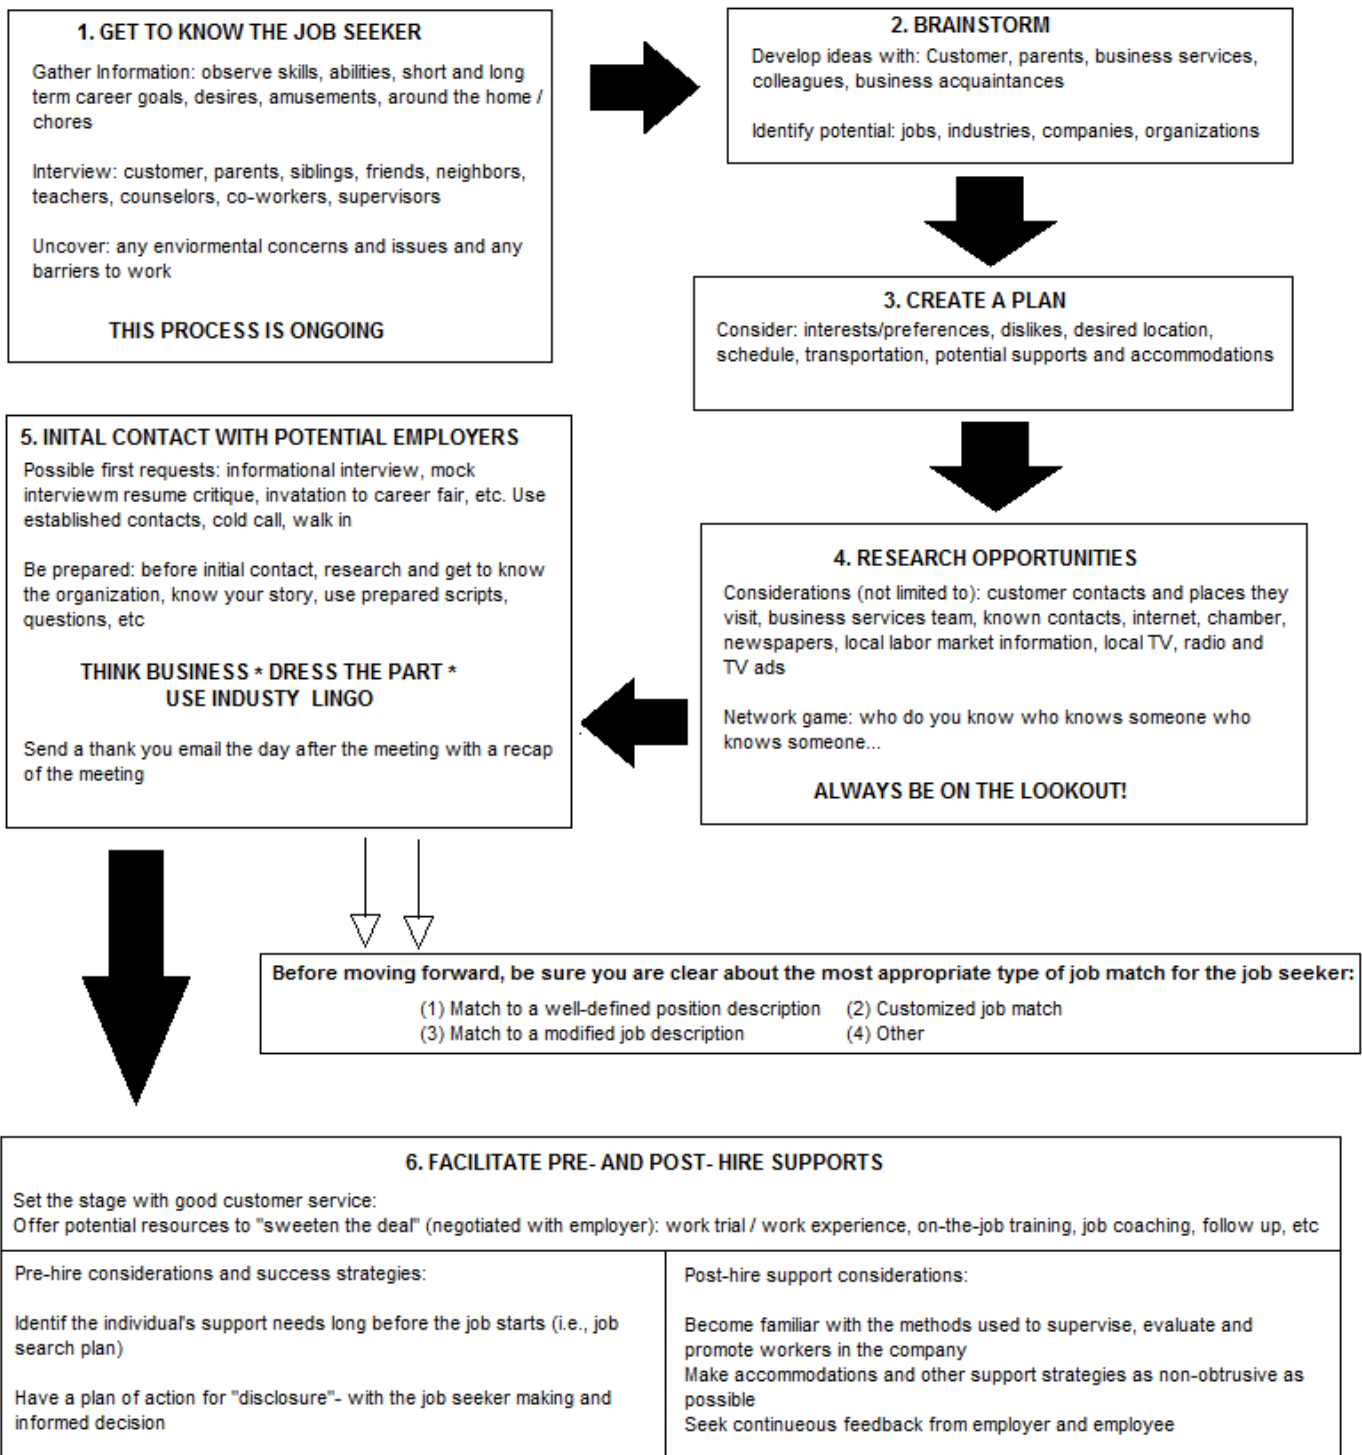 1. GET TO KNOW THE JOB SEEKER
Gather Information: observe skills, abilities, short and long
term career goals, desires, amusements, around the home /
chores
Interview: customer, parents, siblings, friends, neighbors,
teachers, counselors, co-workers, supervisors
Uncover: any enviormental concerns and issues and any
barriers to work
THIS PROCESS IS ONGOING
2. BRAINSTORM
Develop ideas with: Customer, parents, business services,
colleagues, business acquaintances
Identify potential: jobs, industries, companies, organizations
3. CREATE A PLAN
Consider: interests/preferences, dislikes, desired location,
schedule, transportation, potential supports and accommodations
4. RESEARCH OPPORTUNITIES
Considerations (not limited to): customer contacts and places they
visit, business services team, known contacts, internet, chamber,
newspapers, local labor market information, local TV, radio and
TV ads
Network game: who do you know who knows someone who
knows someone...
ALWAYS BE ON THE LOOKOUT!
5. INITAL CONTACT WITH POTENTIAL EMPLOYERS
Possible first requests: informational interview, mock
interviewm resume critique, invatation to career fair, etc. Use
established contacts, cold call, walk in
Be prepared: before initial contact, research and get to know
the organization, know your story, use prepared scripts,
questions, etc
THINK BUSINESS * DRESS THE PART *
USE INDUSTY LINGO
Send a thank you email the day after the meeting with a recap
of the meeting
Before moving forward, be sure you are clear about the most appropriate type of job match for the job seeker:
(1) Match to a well-defined position description (2) Customized job match
(3) Match to a modified job description (4) Other
6. FACILITATE PRE- AND POST- HIRE SUPPORTS
Set the stage with good customer service:
Offer potential resources to "sweeten the deal" (negotiated with employer): work trial / work experience, on-the-job training, job coaching, follow up, etc
Pre-hire considerations and success strategies:
Identif the individual's support needs long before the job starts (i.e., job
search plan)
Have a plan of action for "disclosure"- with the job seeker making and
informed decision
Post-hire support considerations:
Become familiar with the methods used to supervise, evaluate and
promote workers in the company
Make accommodations and other support strategies as non-obtrusive as
possible
Seek continueous feedback from employer and employee